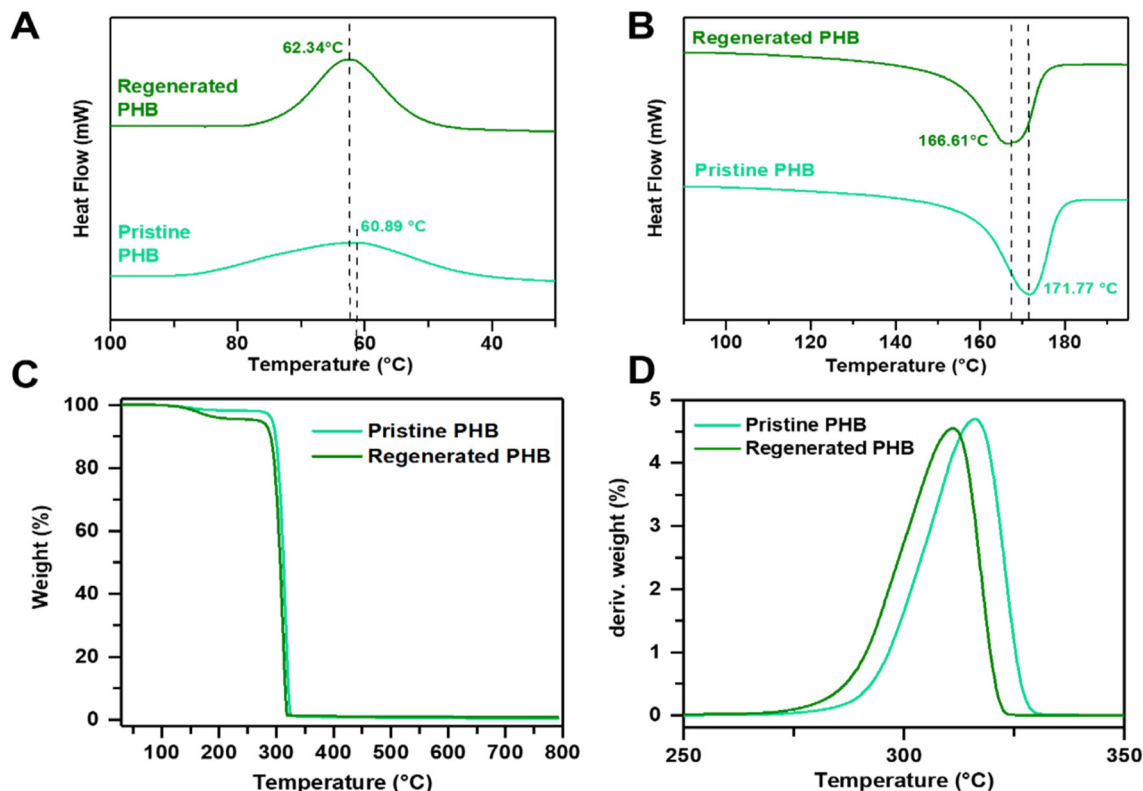 A
62.34°C
Regenerated
PHB
60.89 °C
Pristine
PHB
Heat Flow (mW)
100
80
60
40
Temperature (°C)
B
Regenerated PHB
166.61°C
Pristine PHB
171.77 °C
Heat Flow (mW)
100
120
140
160
180
Temperature (°C)
C
100
80
60
40
20
0
Weight (%)
Pristine PHB
Regenerated PHB
100
200
300
400
500
600
700
800
Temperature (°C)
D
5
4
3
2
1
0
deriv. weight (%)
Pristine PHB
Regenerated PHB
250
300
350
Temperature (°C)